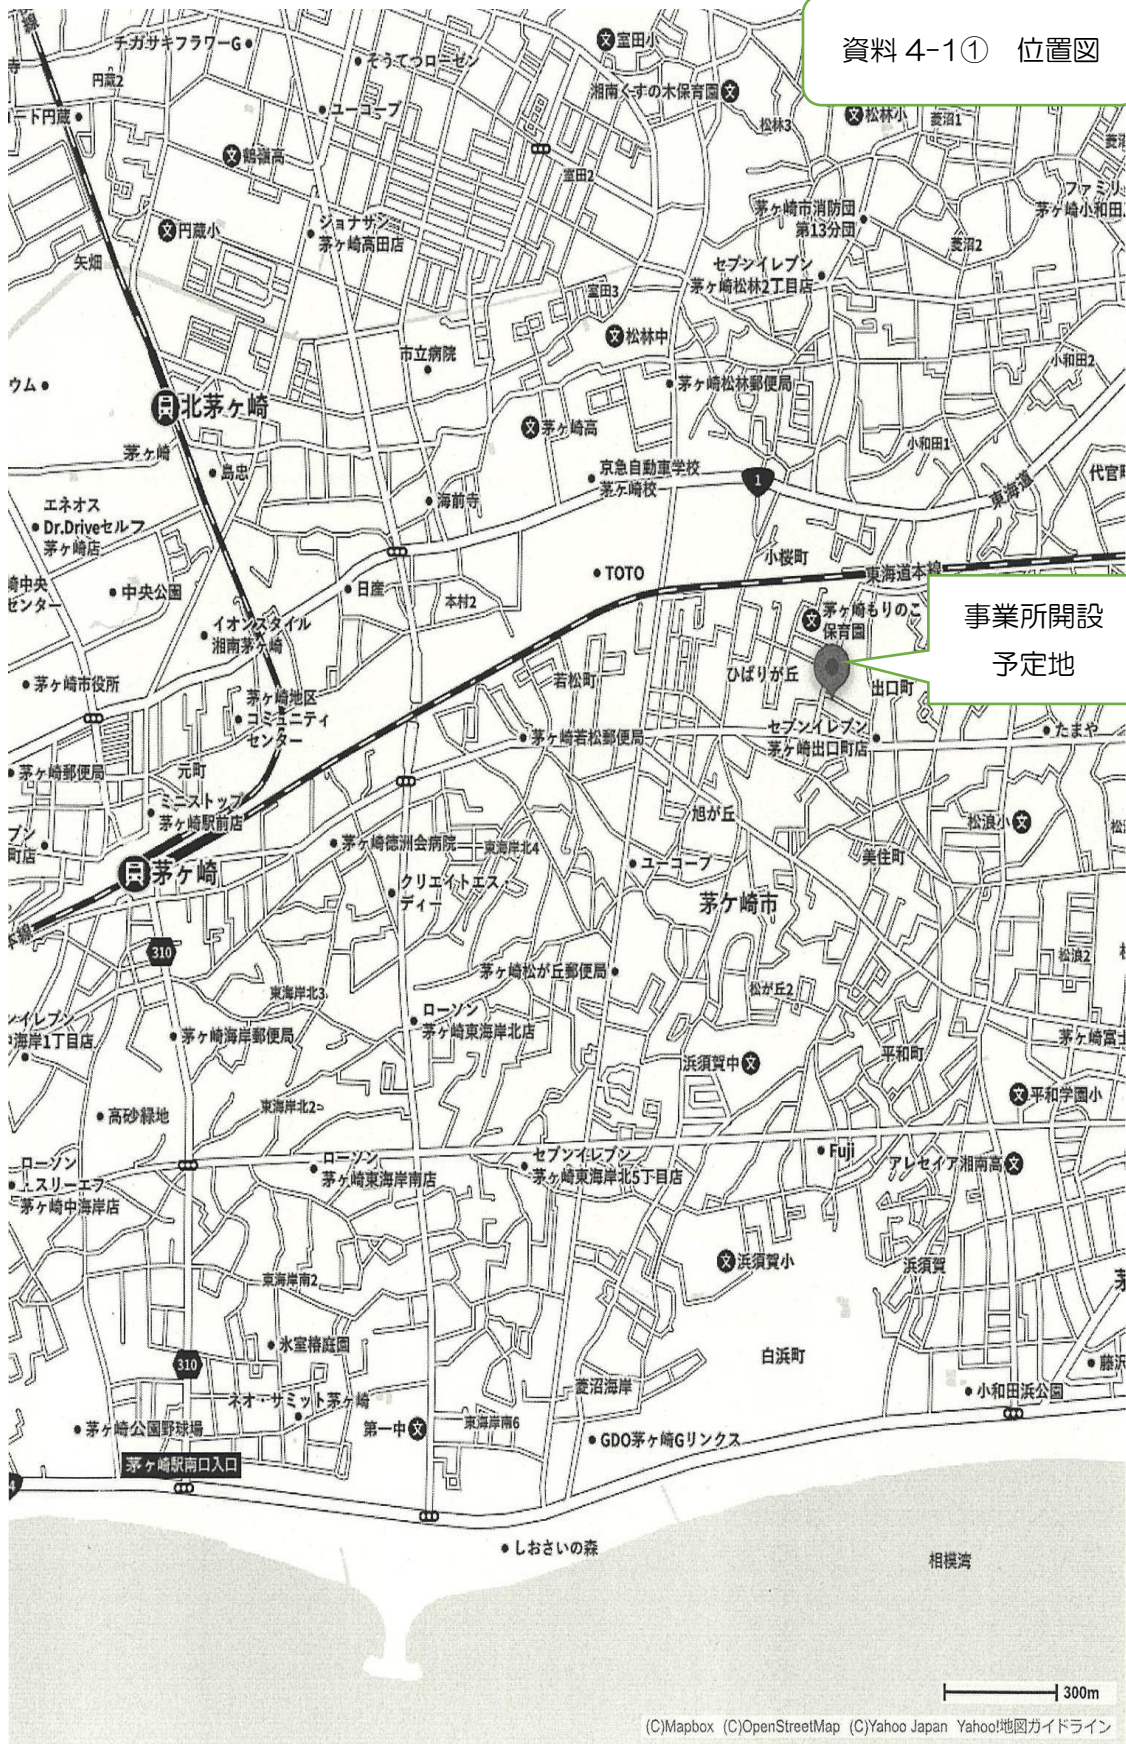 資料 4-1① 位置図
室田小
チガサキフラワーG
そうてつローゼン
円蔵2
湘南くすの木保育園
ユーコープ
松林3
松林小
菱沼1
ード円蔵
鶴嶺高
室田2
ファミリ
茅ヶ崎小和田
茅ヶ崎市消防団
第13分団
ジョナサン
茅ヶ崎高田店
円蔵小
菱沼2
矢畑
セブンイレブン
茅ヶ崎松林2丁目店
室田3
松林中
市立病院
小和田2
ウム
茅ヶ崎松林郵便局
北茅ヶ崎
茅ヶ崎高
小和田1
茅ヶ崎
島忠
京急自動車学校
茅ヶ崎校
1
代官
東海道
海前寺
エネオス
Dr.Driveセルフ
茅ヶ崎店
小桜町
TOTO
東海道本線
崎中央
センター
中央公園
日産
本村2
茅ヶ崎もりのこ
保育園
事業所開設
予定地
イオンスタイル
湘南茅ヶ崎
ひばりが丘
出口町
茅ヶ崎市役所
若松町
茅ヶ崎地区
コミュニティ
センター
セブンイレブン
茅ヶ崎出口町店
たまや
茅ヶ崎若松郵便局
茅ヶ崎郵便局
元町
ミニストップ
茅ヶ崎駅前店
旭が丘
松浪小
ブン
町店
茅ヶ崎徳洲会病院
東海岸北4
ユーコープ
美住町
茅ヶ崎
クリエイトエス・
ディー
茅ケ崎市
本線
310
松浪2
茅ヶ崎松が丘郵便局
松が丘2
東海岸北3
ンイレブン
中海岸1丁目店
ローソン
茅ヶ崎東海岸北店
茅ヶ崎海岸郵便局
茅ヶ崎富士
平和町
浜須賀中
平和学園小
高砂緑地
東海岸北2
Fuji
ローソン
スリーエフ
茅ヶ崎中海岸店
ローソン
茅ヶ崎東海岸南店
セブンイレブン
茅ヶ崎東海岸北5丁目店
アレセイア湘南高
浜須賀小
浜須賀
東海岸南2
茅
氷室椿庭園
白浜町
310
藤沢
菱沼海岸
小和田浜公園
ネオ・サミット茅ヶ崎
茅ヶ崎公園野球場
第一中
東海岸南6
GDO茅ヶ崎Gリンクス
茅ヶ崎駅南口入口
4
しおさいの森
相模湾
300m
(C)Mapbox (C)OpenStreetMap (C)Yahoo Japan Yahoo!地図ガイドライン